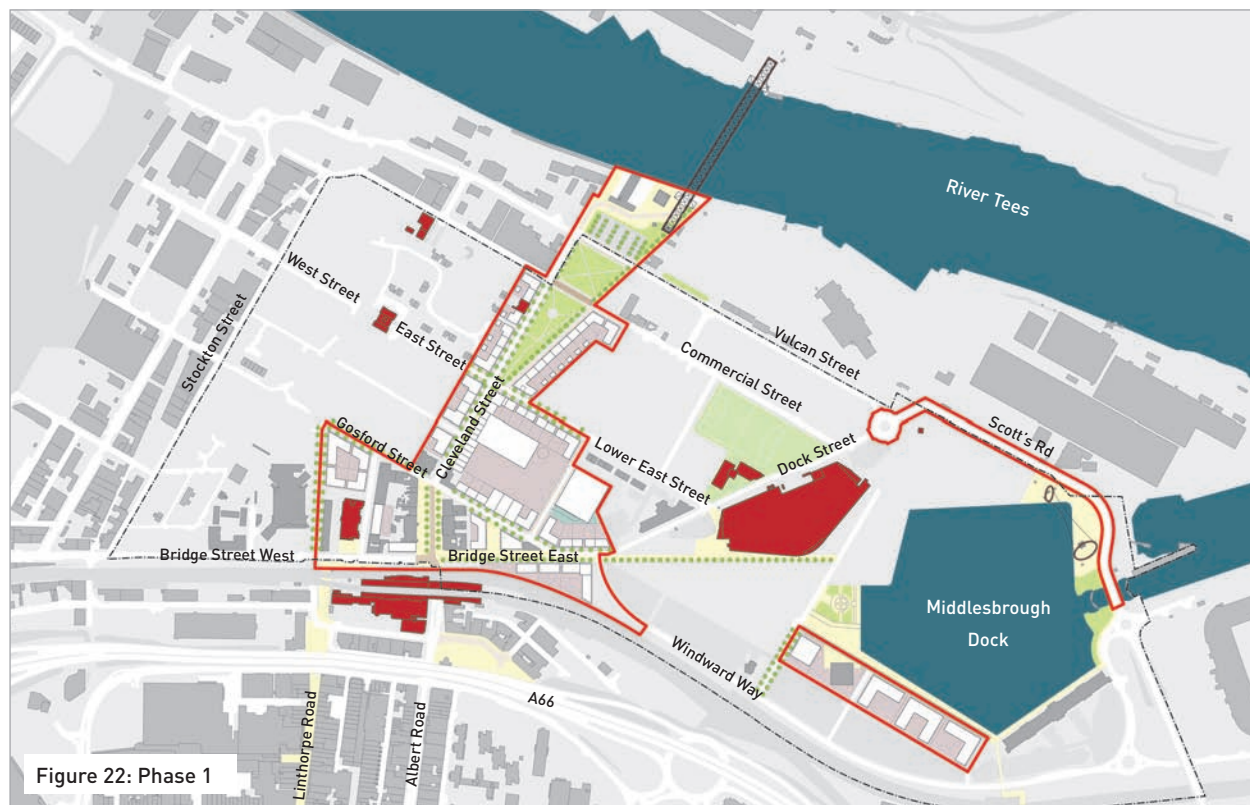 River Tees
West Street
East Street
Stockton Street
Vulcan Street
Commercial Street
Cleveland Street
Gosford Street
Lower East Street
Dock Street
Scott's Rd
Bridge Street West
Bridge Street East
Middlesbrough
Dock
Windward Way
A66
Linthorpe Road
Albert Road
Figure 22: Phase 1